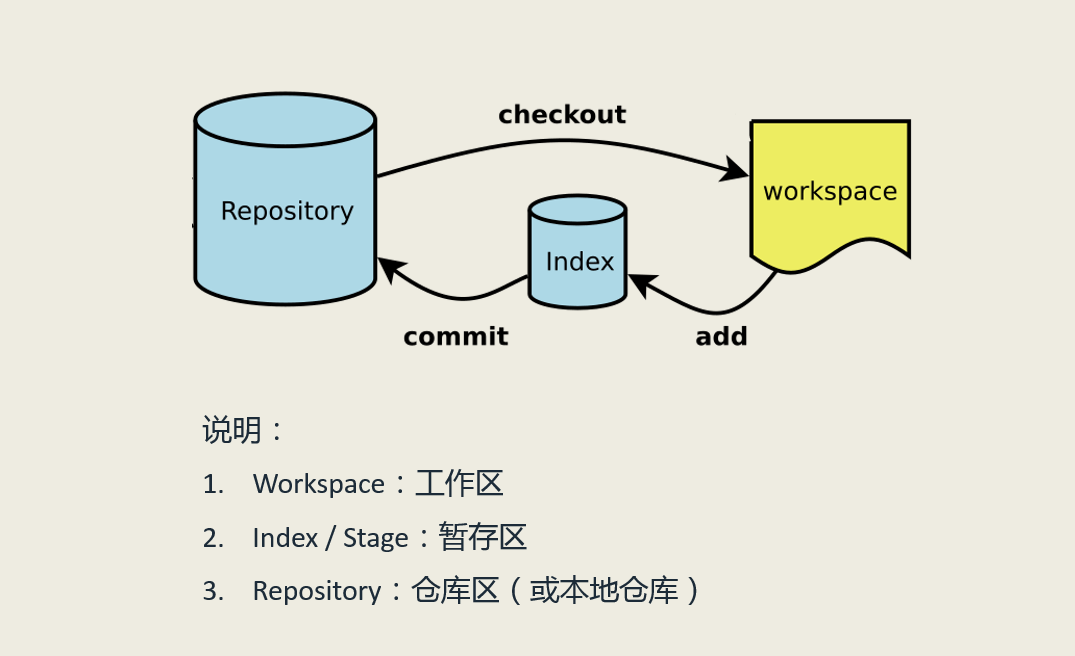 checkout
Repository
workspace
Index
commit
add
说明：
1. Workspace：工作区
2. Index / Stage：暂存区
3. Repository：仓库区（或本地仓库）